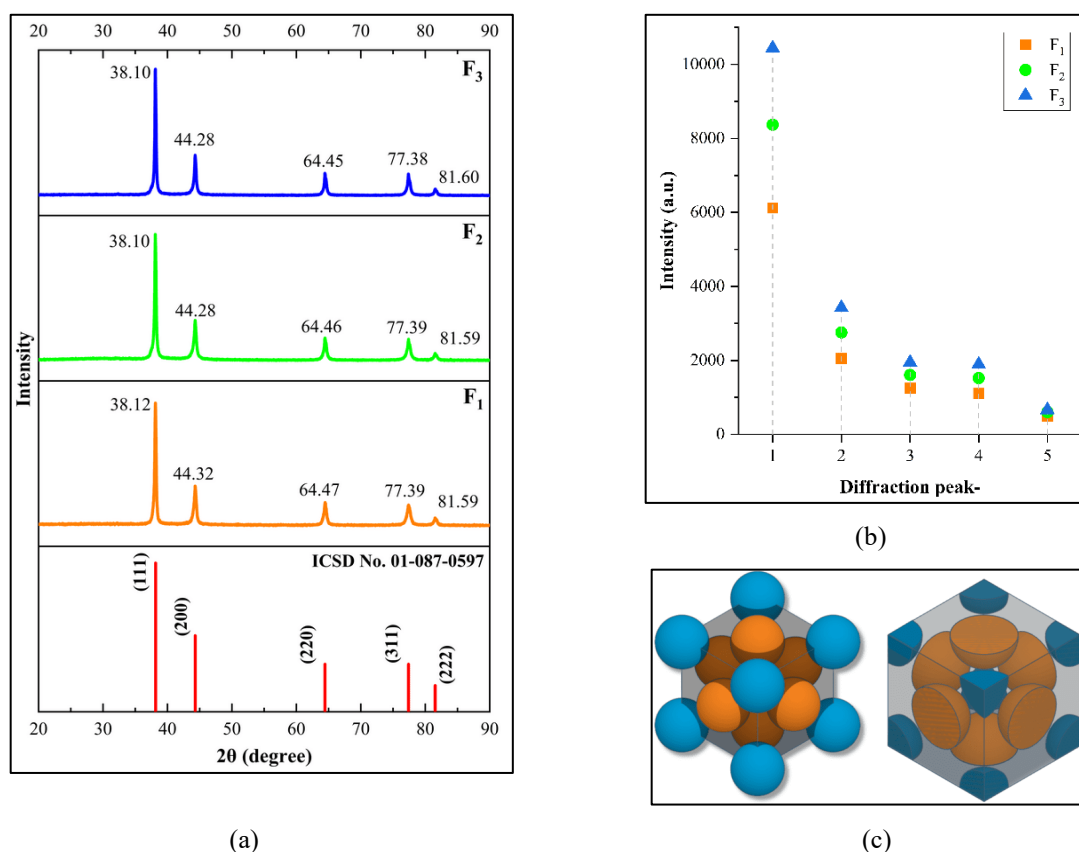 20 30 40 50 60 70 80 90
F3
38.10
44.28
64.45
77.38
81.60
F2
38.10
44.28
64.46
77.39
81.59
F1
38.12
44.32
64.47
77.39
81.59
ICSD No. 01-087-0597
(111)
(200)
(220)
(311)
(222)
Intensity
20 30 40 50 60 70 80 90
2θ (degree)
(a)
F1
F2
F3
10000
8000
6000
4000
2000
0
Intensity (a.u.)
1 2 3 4 5
Diffraction peak-
(b)
(c)